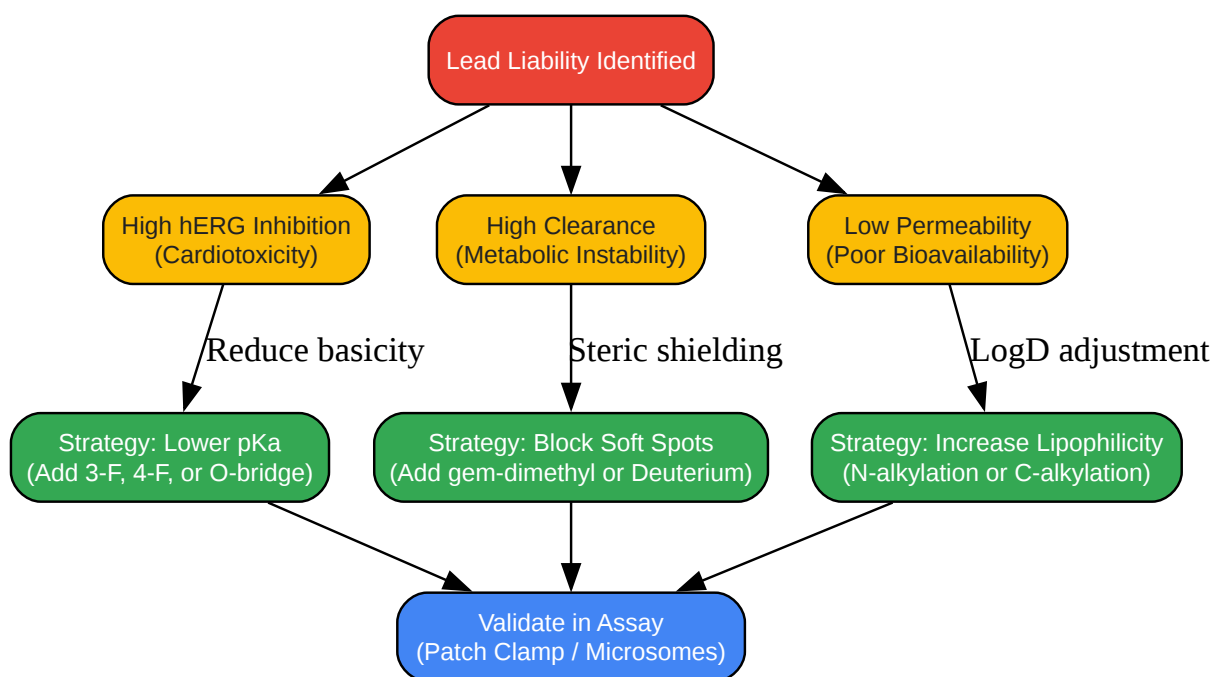 Lead Liability Identified
High hERG Inhibition
(Cardiotoxicity)
High Clearance
(Metabolic Instability)
Low Permeability
(Poor Bioavailability)
Reduce basicity
Steric shielding
LogD adjustment
Strategy: Lower pKa
(Add 3-F, 4-F, or O-bridge)
Strategy: Block Soft Spots
(Add gem-dimethyl or Deuterium)
Strategy: Increase Lipophilicity
(N-alkylation or C-alkylation)
Validate in Assay
(Patch Clamp / Microsomes)